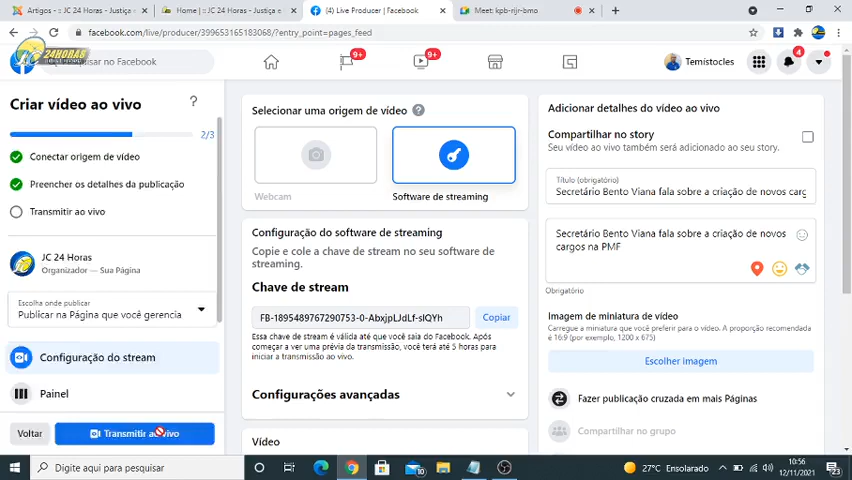 Artigos - :: JC 24 Horas - Justiça e
Home | :: JC 24 Horas - Justiça e
(4) Live Producer | Facebook
Meet: kpb-rijr-bmo
facebook.com/live/producer/3996531651830 68/?entry_point=pages_feed
JC 24HORAS
Pesquisar no Facebook
9+
9+
Temístocles
4
Criar vídeo ao vivo
?
2/3
Conectar origem de vídeo
Preencher os detalhes da publicação
Transmitir ao vivo
JC 24 Horas
Organizador — Sua Página
Escolha onde publicar
Publicar na Página que você gerencia
Configuração do stream
Painel
Voltar
Transmitir ao vivo
Selecionar uma origem de vídeo
?
Webcam
Software de streaming
Configuração do software de streaming
Copie e cole a chave de stream no seu software de
streaming.
Chave de stream
FB-1895489767290753-0-AbxjpLJdLf-slQYh
Copiar
Essa chave de stream é válida até que você saia do Facebook. Após
começar a ver uma prévia da transmissão, você terá até 5 horas para
iniciar a transmissão ao vivo.
Configurações avançadas
Vídeo
Adicionar detalhes do vídeo ao vivo
Compartilhar no story
Seu vídeo ao vivo também será adicionado ao seu story.
Título (obrigatório)
Secretário Bento Viana fala sobre a criação de novos carg
Secretário Bento Viana fala sobre a criação de novos
cargos na PMF
Obrigatório
Imagem de miniatura de vídeo
Carregue a miniatura que você preferir para o vídeo. A proporção recomendada
é 16:9 (por exemplo, 1200 x 675)
Escolher imagem
Fazer publicação cruzada em mais Páginas
Compartilhar no grupo
Digite aqui para pesquisar
10
27°C Ensolarado
10:56
12/11/2021
23